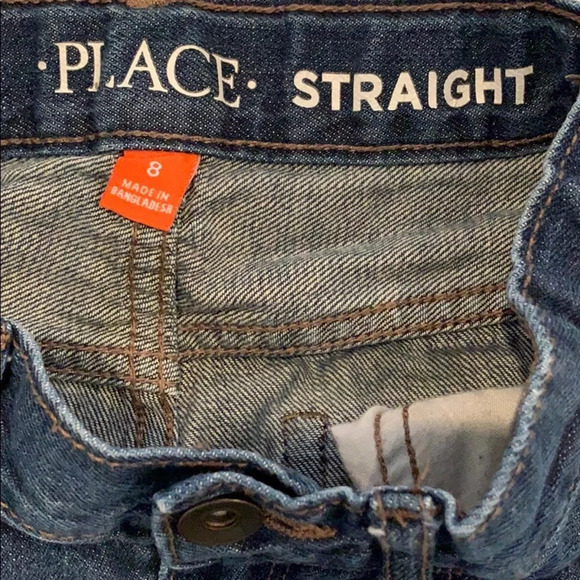 ·PLACE· STRAIGHT
8
MADE IN
BANGLADESH